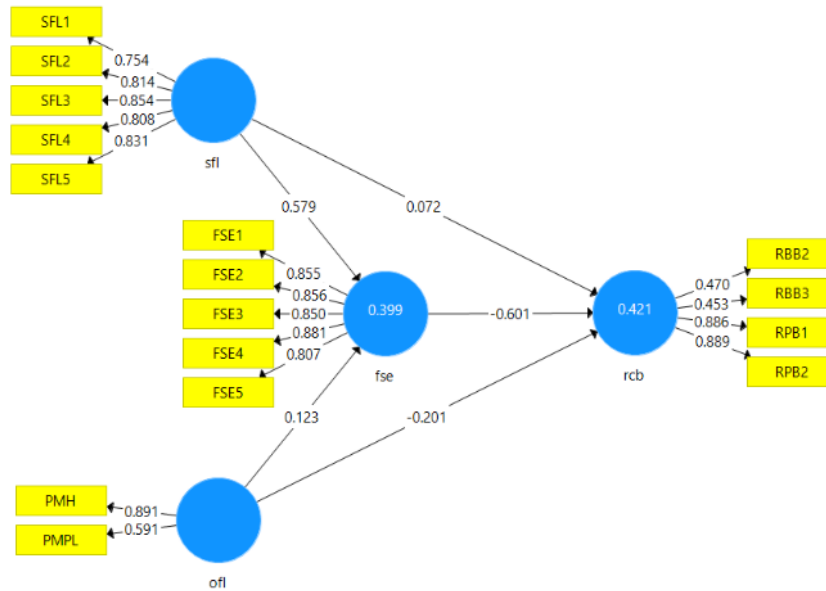 SFL1
SFL2
SFL3
SFL4
SFL5
0.754
0.814
0.854
0.808
0.831
sfl
0.579
0.072
FSE1
FSE2
FSE3
FSE4
FSE5
0.855
0.856
0.850
0.881
0.807
0.399
fse
-0.601
0.421
rcb
0.470
0.453
0.886
0.889
RBB2
RBB3
RPB1
RPB2
0.123
-0.201
PMH
PMPL
0.891
0.591
ofl